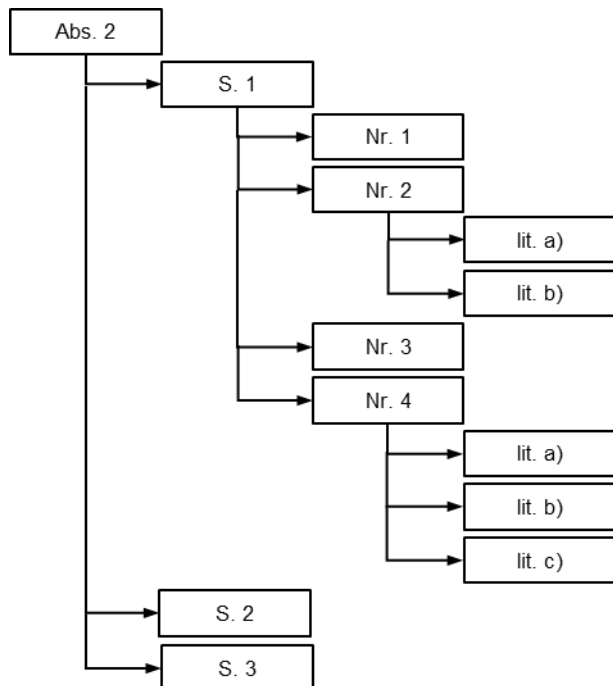 Abs. 2
S. 1
Nr. 1
Nr. 2
lit. a)
lit. b)
Nr. 3
Nr. 4
lit. a)
lit. b)
lit. c)
S. 2
S. 3